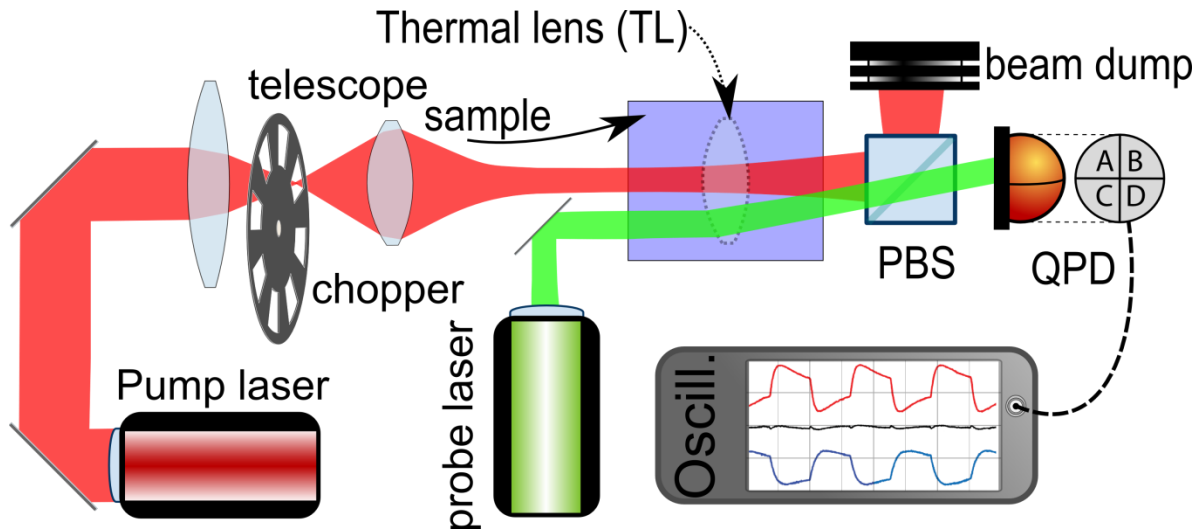 Thermal lens (TL)
beam dump
telescope
sample
A B
C D
chopper
PBS
QPD
Pump laser
probe laser
Oscill.